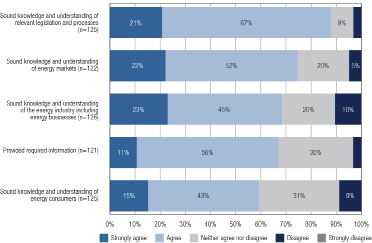 Sound knowledge and understanding of
relevant legislation and processes
(n=125)
21% 67% 9%
Sound knowledge and understanding
of energy markets (n=122)
22% 52% 20% 5%
Sound knowledge and understanding
of the energy industry including
energy businesses (n=126)
23% 45% 20% 10%
Provided required information (n=121)
11% 56% 30%
Sound knowledge and understanding of
energy consumers (n=125)
15% 43% 31% 9%
0% 10% 20% 30% 40% 50% 60% 70% 80% 90% 100%
Strongly agree Agree Neither agree nor disagree Disagree Strongly disagree